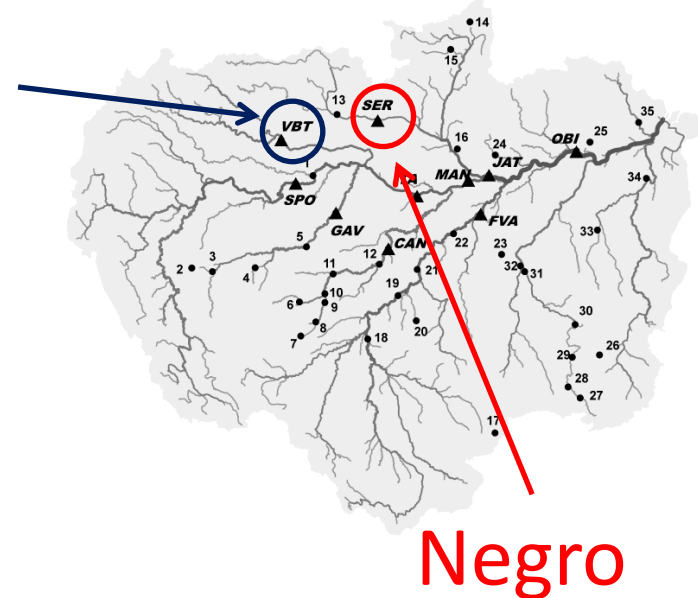 14
15
13 SER
VBT
16 24 OBI 25 35
JAT
MAN
SPO
34
GAV
FVA
CAN
5 22 23 33
2 3 4 11 12 21 32 31
6 10 9 19
8 20 30
7 18
29 26
28 27
17
Negro